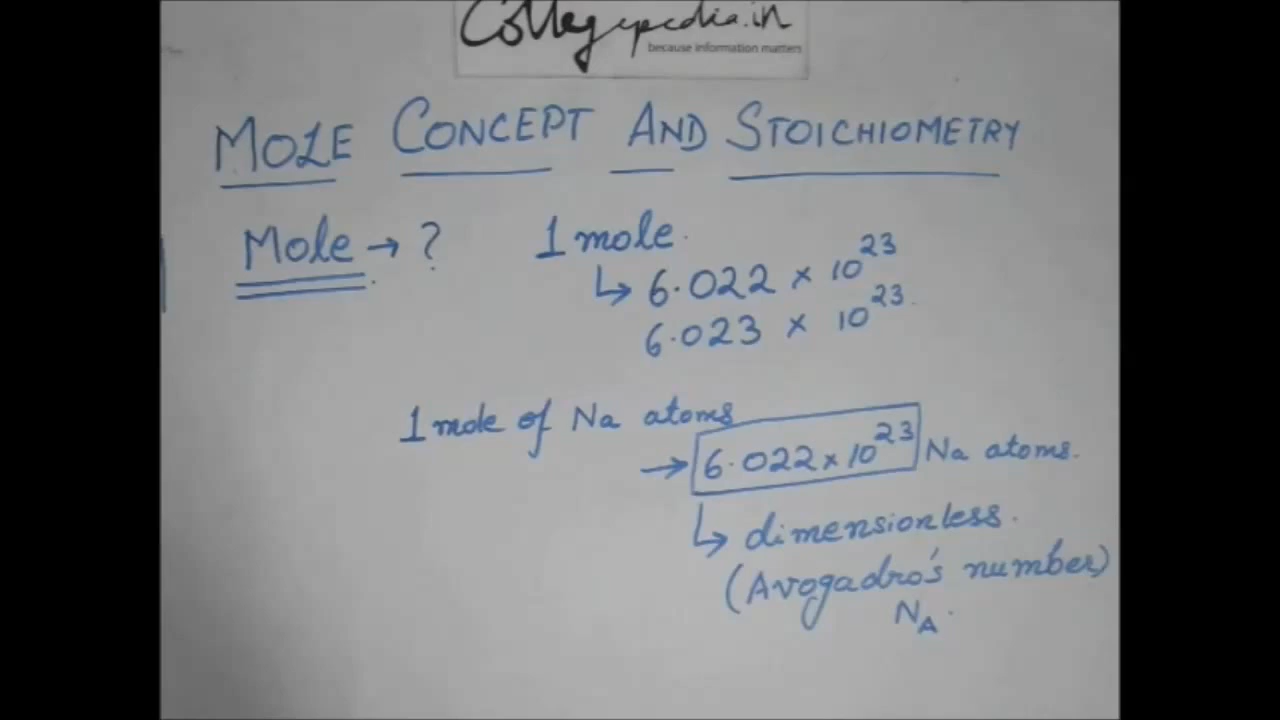 Collegepedia.in
because information matters
MOLE CONCEPT AND STOICHIOMETRY
Mole → ?
1 mole.
↳ 6.022 × 10²³
6.023 × 10²³
1 mole of Na atoms
→ 6.022 × 10²³ Na atoms.
↳ dimensionless.
(Avogadro's number)
N_A.